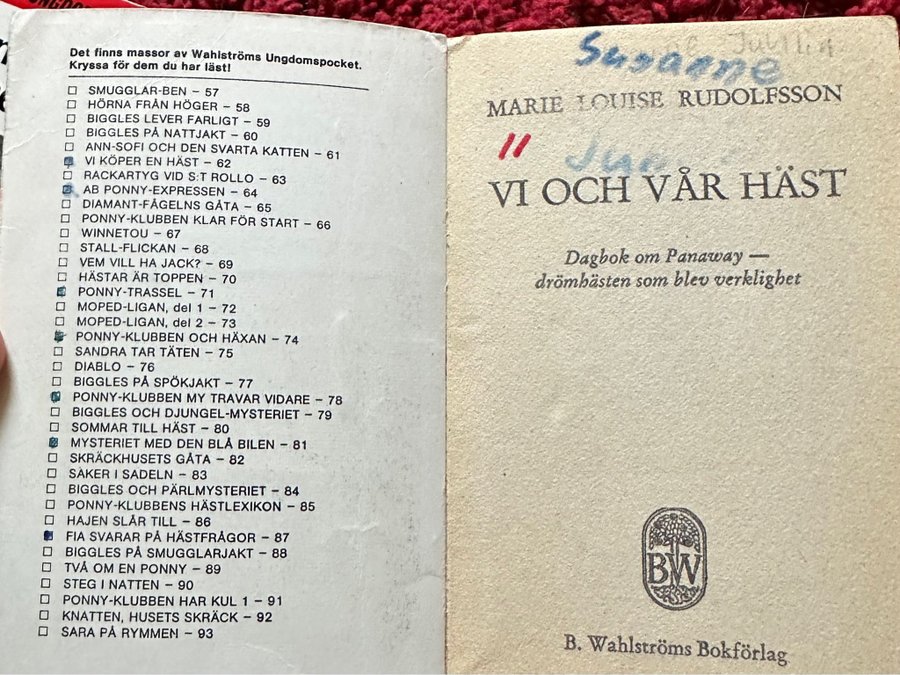 Det finns massor av Wahlströms Ungdomspocket.
Kryssa för dem du har läst!
SMUGGLAR-BEN – 57
HÖRNA FRÅN HÖGER – 58
BIGGLES LEVER FARLIGT – 59
BIGGLES PÅ NATTJAKT – 60
ANN-SOFI OCH DEN SVARTA KATTEN – 61
VI KÖPER EN HÄST – 62
RACKARTYG VID S:T ROLLO – 63
AB PONNY-EXPRESSEN – 64
DIAMANT-FÅGELNS GÅTA – 65
PONNY-KLUBBEN KLAR FÖR START – 66
WINNETOU – 67
STALL-FLICKAN – 68
VEM VILL HA JACK? – 69
HÄSTAR ÄR TOPPEN – 70
PONNY-TRASSEL – 71
MOPED-LIGAN, del 1 – 72
MOPED-LIGAN, del 2 – 73
PONNY-KLUBBEN OCH HÄXAN – 74
SANDRA TAR TÄTEN – 75
DIABLO – 76
BIGGLES PÅ SPÖKJAKT – 77
PONNY-KLUBBEN MY TRAVAR VIDARE – 78
BIGGLES OCH DJUNGEL-MYSTERIET – 79
SOMMAR TILL HÄST – 80
MYSTERIET MED DEN BLÅ BILEN – 81
SKRÄCKHUSETS GÅTA – 82
SÄKER I SADELN – 83
BIGGLES OCH PÄRLMYSTERIET – 84
PONNY-KLUBBENS HÄSTLEXIKON – 85
HAJEN SLÅR TILL – 86
FIA SVARAR PÅ HÄSTFRÅGOR – 87
BIGGLES PÅ SMUGGLARJAKT – 88
TVÅ OM EN PONNY – 89
STEG I NATTEN – 90
PONNY-KLUBBEN HAR KUL 1 – 91
KNATTEN, HUSETS SKRÄCK – 92
SARA PÅ RYMMEN – 93
Susanne
MARIE LOUISE RUDOLFSSON
VI OCH VÅR HÄST
Dagbok om Panaway —
drömhästen som blev verklighet
BW
B. Wahlströms Bokförlag